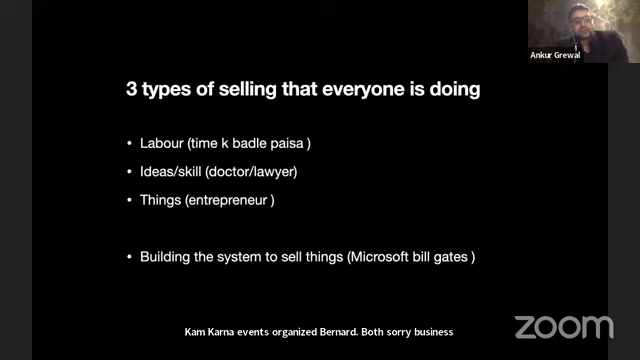 Ankur Grewal
3 types of selling that everyone is doing
• Labour (time k badle paisa )
• Ideas/skill (doctor/lawyer)
• Things (entrepreneur )
• Building the system to sell things (Microsoft bill gates )
zoom
Kam Karna events organized Bernard. Both sorry business